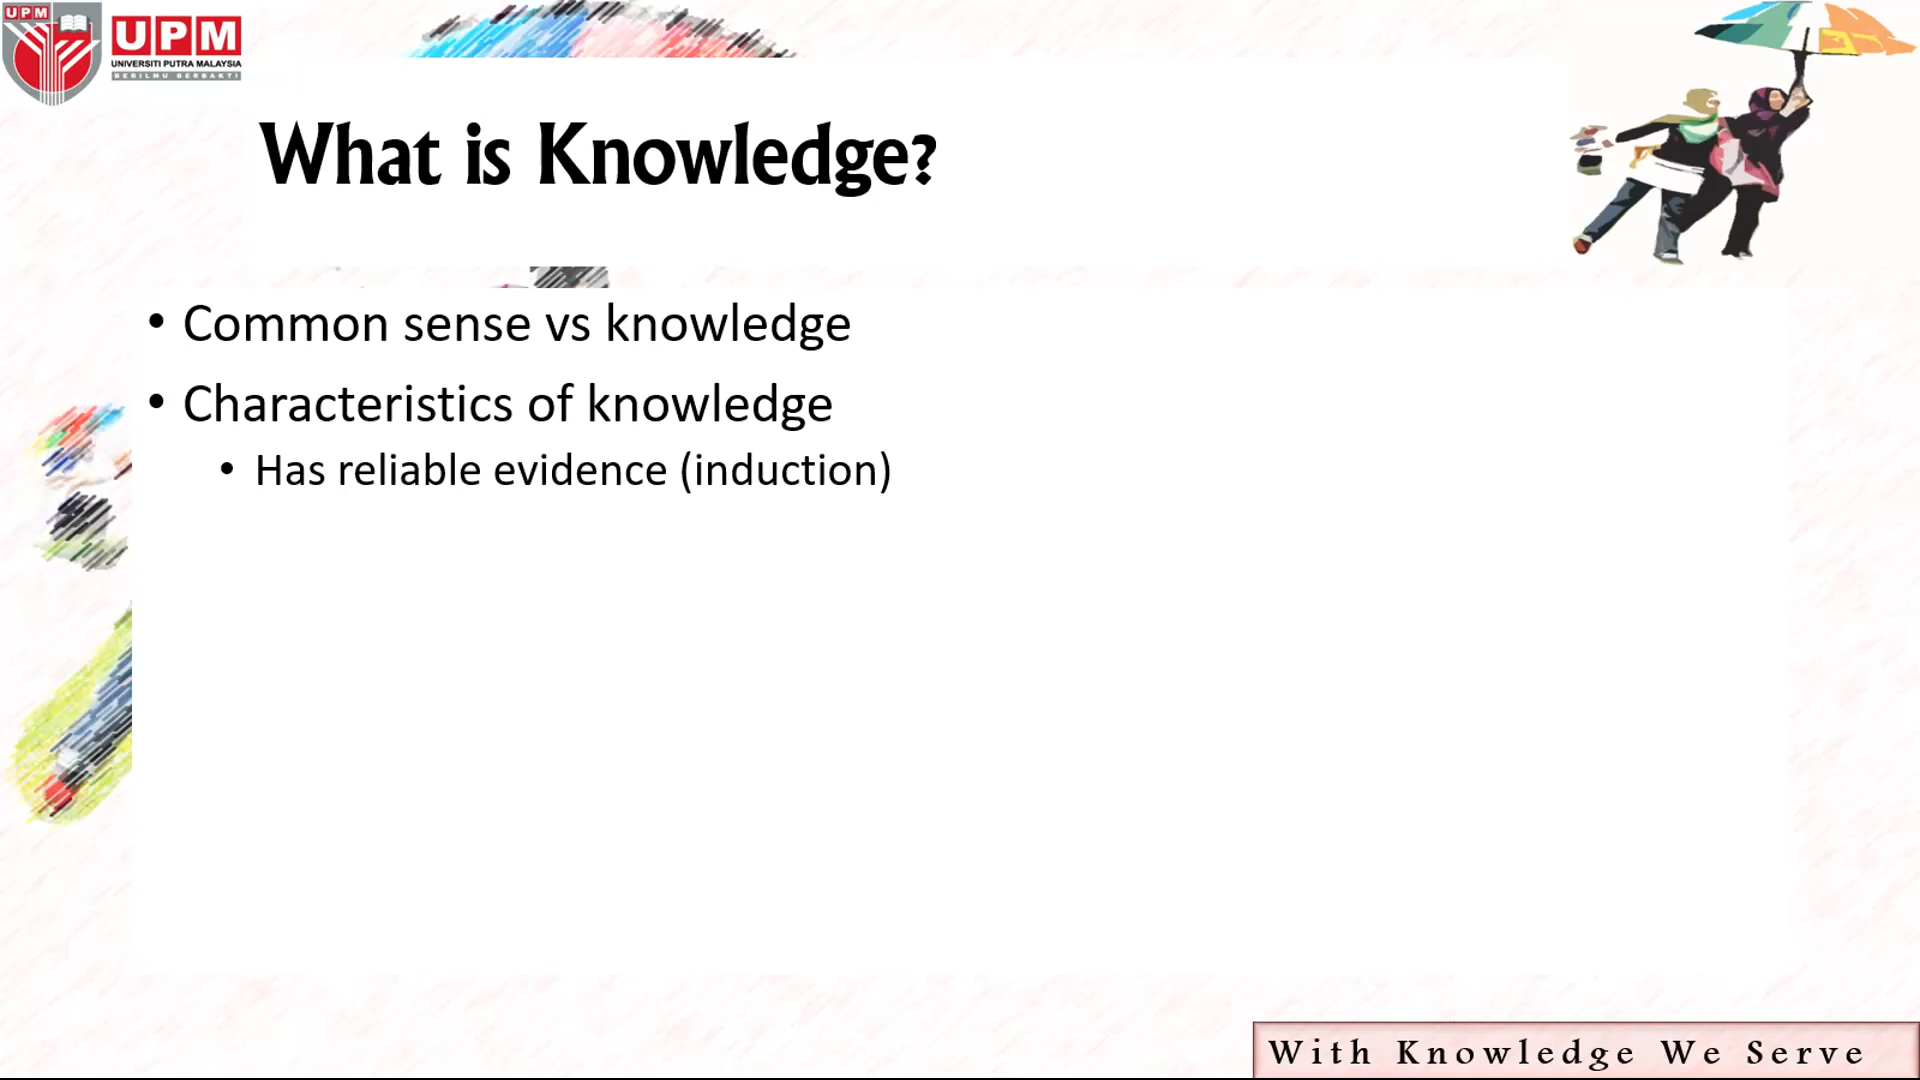 UPM
UPM
UNIVERSITI PUTRA MALAYSIA
BERILMU BERBAKTI
What is Knowledge?
• Common sense vs knowledge
• Characteristics of knowledge
• Has reliable evidence (induction)
With Knowledge We Serve